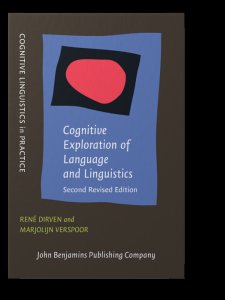 COGNITIVE LINGUISTICS in PRACTICE
Cognitive
Exploration of
Language
and Linguistics
Second Revised Edition
RENÉ DIRVEN and
MARJOLIJN VERSPOOR
John Benjamins Publishing Company